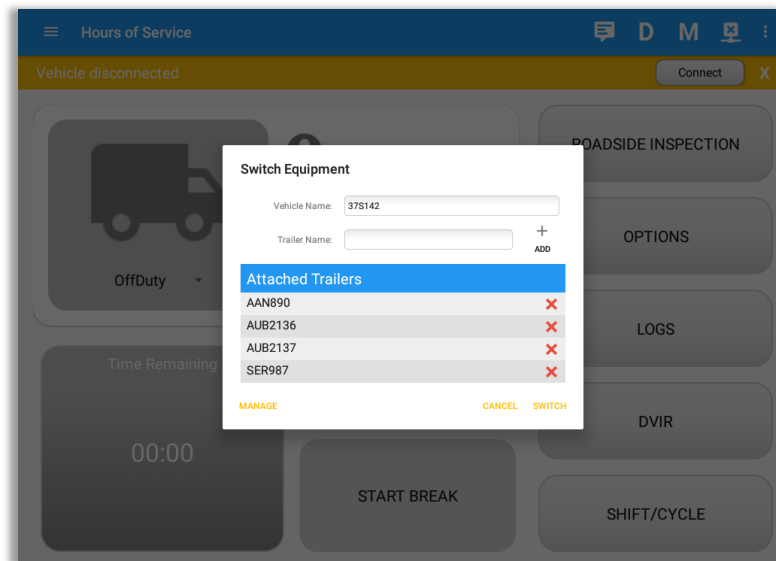 Hours of Service
D M
Vehicle disconnected
Connect
X
ROADSIDE INSPECTION
OPTIONS
LOGS
DVIR
SHIFT/CYCLE
OffDuty
Time Remaining
00:00
START BREAK
Switch Equipment
Vehicle Name: 37S142
Trailer Name:
ADD
Attached Trailers
AAN890
AUB2136
AUB2137
SER987
MANAGE
CANCEL
SWITCH